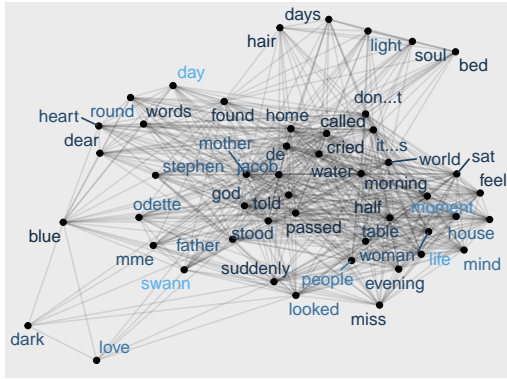 days
hair
light
soul
bed
day
round
words
found
home
don...t
called
heart
dear
mother
it...s
cried
world
sat
stephen
jacob
de
water
morning
feel
god
told
half
moment
odette
blue
stood
passed
table
house
mme
father
woman
life
mind
swann
suddenly
people
evening
looked
miss
dark
love